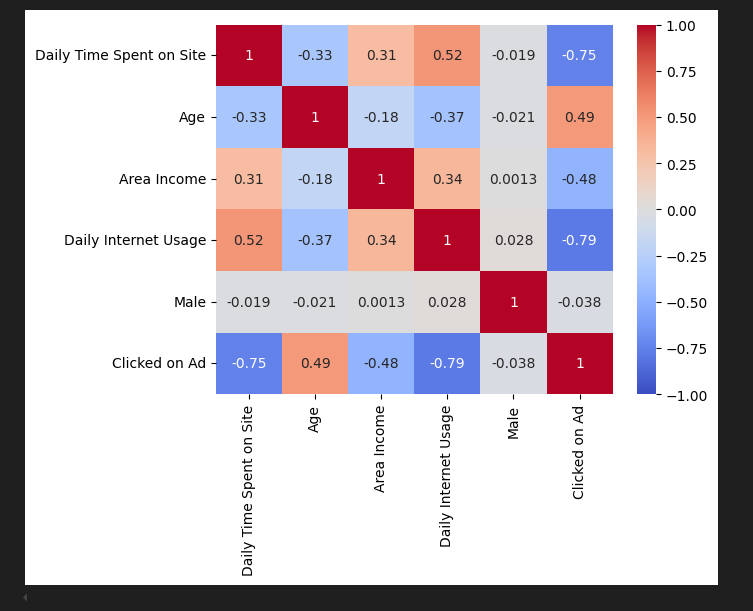 Daily Time Spent on Site 1 -0.33 0.31 0.52 -0.019 -0.75
Age -0.33 1 -0.18 -0.37 -0.021 0.49
Area Income 0.31 -0.18 1 0.34 0.0013 -0.48
Daily Internet Usage 0.52 -0.37 0.34 1 0.028 -0.79
Male -0.019 -0.021 0.0013 0.028 1 -0.038
Clicked on Ad -0.75 0.49 -0.48 -0.79 -0.038 1
Daily Time Spent on Site
Age
Area Income
Daily Internet Usage
Male
Clicked on Ad
1.00
0.75
0.50
0.25
0.00
−0.25
−0.50
−0.75
−1.00